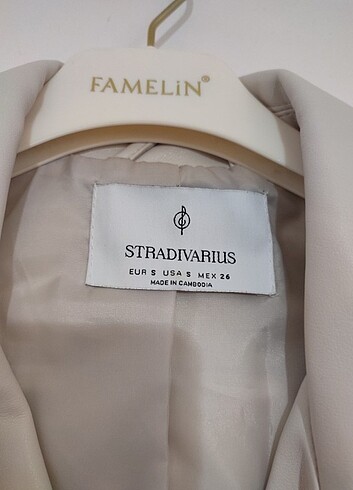 FAMELiN®
STRADIVARIUS
EUR S USA S MEX 26
MADE IN CAMBODIA